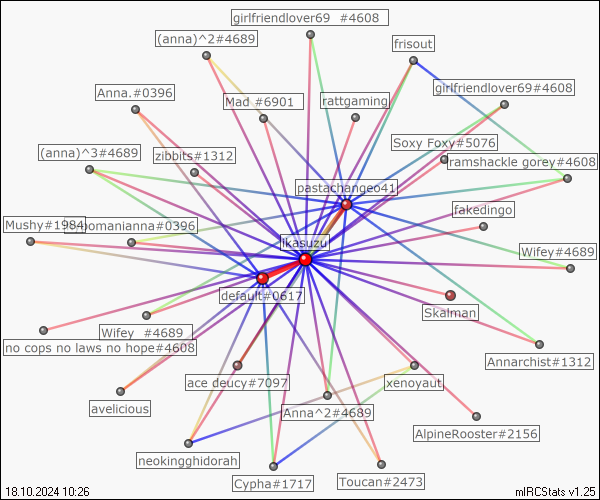 girlfriendlover69  #4608
(anna)^2#4689
frisout
Anna.#0396
Mad #6901
rattgaming
girlfriendlover69#4608
(anna)^3#4689
zibbits#1312
Soxy Foxy#5076
ramshackle gorey#4608
pastachangeo41
Mushy#1984
omanianna#0396
fakedingo
ikasuzu
Wifey#4689
default#0617
Skalman
Wifey  #4689
no cops no laws no hope#4608
Annarchist#1312
ace deucy#7097
xenoyaut
avelicious
Anna^2#4689
AlpineRooster#2156
neokingghidorah
Cypha#1717
Toucan#2473
18.10.2024 10:26
mIRCStats v1.25